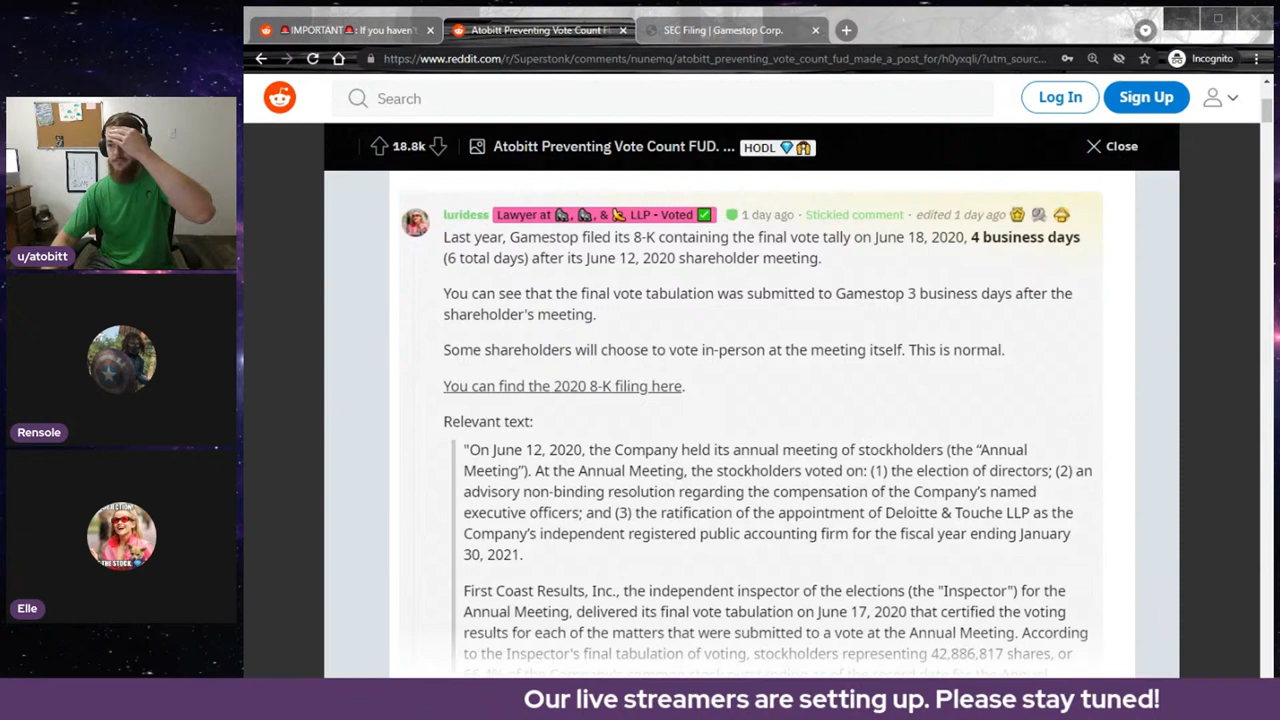 🚨IMPORTANT🚨: If you haven'
Atobitt Preventing Vote Count F
SEC Filing | Gamestop Corp.
https://www.reddit.com/r/Superstonk/comments/nunemq/atobitt_preventing_vote_count_fud_made_a_post_for/h0yxqli/?utm_sourc...
Incognito
Search
Log In
Sign Up
18.8k
Atobitt Preventing Vote Count FUD. ...
HODL 💎🙌
Close
luridess Lawyer at 🦍, 🦍, & 🍌 LLP - Voted ✅ 1 day ago · Stickied comment · edited 1 day ago
Last year, Gamestop filed its 8-K containing the final vote tally on June 18, 2020, 4 business days
(6 total days) after its June 12, 2020 shareholder meeting.
You can see that the final vote tabulation was submitted to Gamestop 3 business days after the
shareholder's meeting.
Some shareholders will choose to vote in-person at the meeting itself. This is normal.
You can find the 2020 8-K filing here.
Relevant text:
"On June 12, 2020, the Company held its annual meeting of stockholders (the “Annual
Meeting”). At the Annual Meeting, the stockholders voted on: (1) the election of directors; (2) an
advisory non-binding resolution regarding the compensation of the Company’s named
executive officers; and (3) the ratification of the appointment of Deloitte & Touche LLP as the
Company’s independent registered public accounting firm for the fiscal year ending January
30, 2021.
First Coast Results, Inc., the independent inspector of the elections (the "Inspector") for the
Annual Meeting, delivered its final vote tabulation on June 17, 2020 that certified the voting
results for each of the matters that were submitted to a vote at the Annual Meeting. According
to the Inspector's final tabulation of voting, stockholders representing 42,886,817 shares, or
u/atobitt
Rensole
THE STOCK.
Elle
Our live streamers are setting up. Please stay tuned!